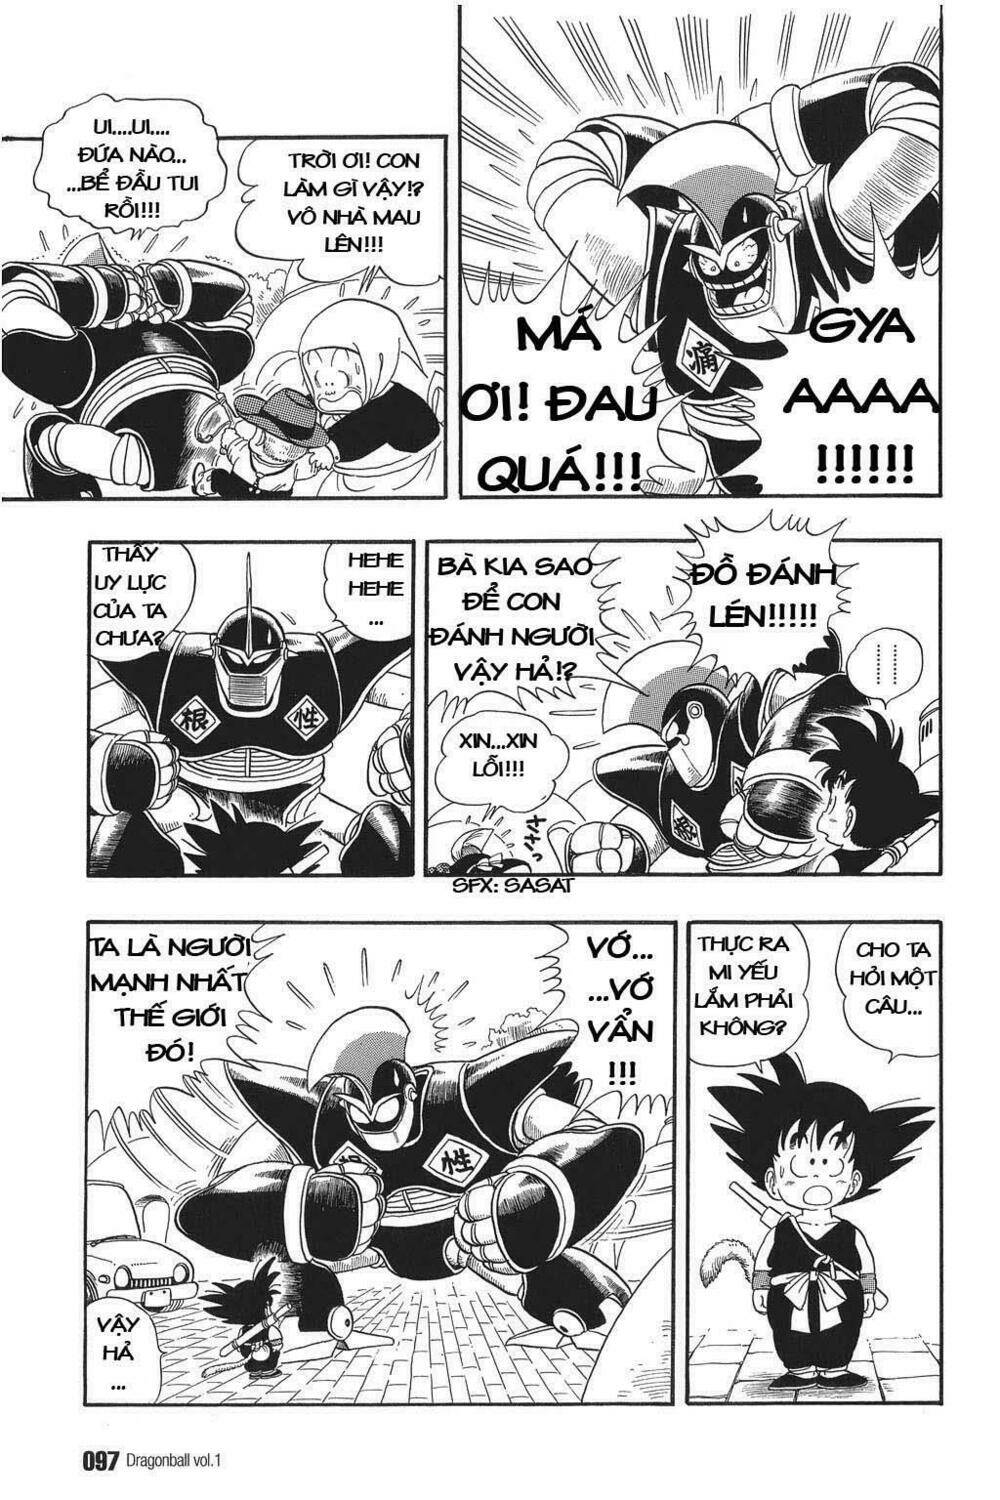 GYA
AAAA
!!!!!!
MÁ
ƠI! ĐAU
QUÁ!!!
痛
TRỜI ƠI! CON
LÀM GÌ VẬY!?
VÔ NHÀ MAU
LÊN!!!
UI....UI....
ĐỨA NÀO...
...BỂ ĐẦU TUI
RỒI!!!
ĐỒ ĐÁNH
LÉN!!!!!
BÀ KIA SAO
ĐỂ CON
ĐÁNH NGƯỜI
VẬY HẢ!?
XIN...XIN
LỖI!!!
ササッ
SFX: SASAT
HEHE
HEHE
...
THẤY
UY LỰC
CỦA TA
CHƯA?
根 性
CHO TA
HỎI MỘT
CÂU...
THỰC RA
MI YẾU
LẮM PHẢI
KHÔNG?
VỚ...
...VỚ
VẨN
!!!
TA LÀ NGƯỜI
MẠNH NHẤT
THẾ GIỚI
ĐÓ!
性
VẬY
HẢ
...
097 Dragonball vol.1